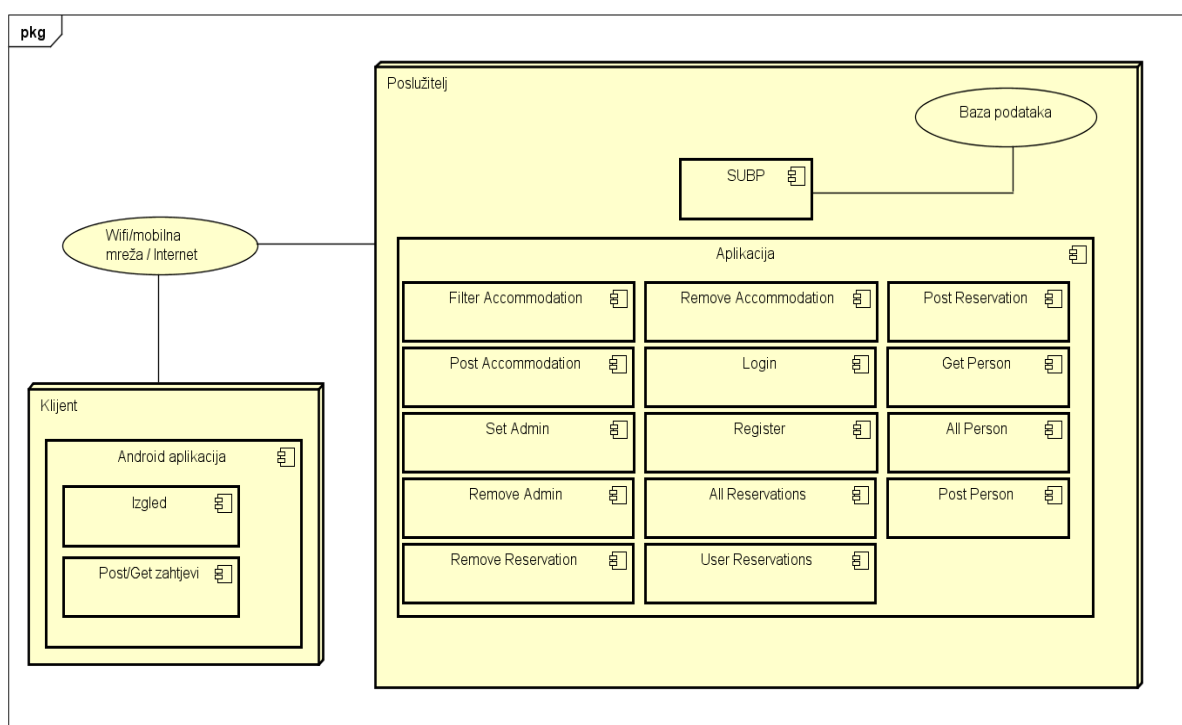 pkg
Poslužitelj
Baza podataka
SUBP
Wifi/mobilna
mreža / Internet
Aplikacija
Filter Accommodation
Remove Accommodation
Post Reservation
Post Accommodation
Login
Get Person
Set Admin
Register
All Person
Remove Admin
All Reservations
Post Person
Remove Reservation
User Reservations
Klijent
Android aplikacija
Izgled
Post/Get zahtjevi